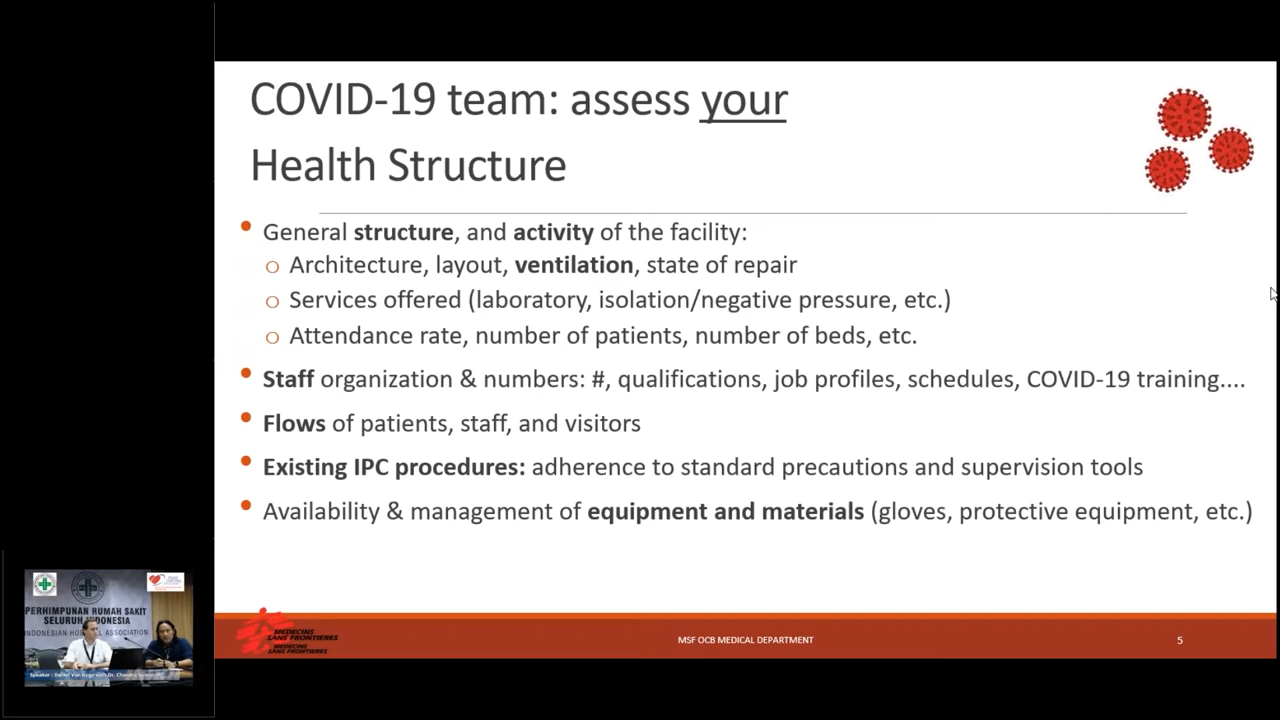 COVID-19 team: assess your
Health Structure
• General structure, and activity of the facility:
o Architecture, layout, ventilation, state of repair
o Services offered (laboratory, isolation/negative pressure, etc.)
o Attendance rate, number of patients, number of beds, etc.
• Staff organization & numbers: #, qualifications, job profiles, schedules, COVID-19 training....
• Flows of patients, staff, and visitors
• Existing IPC procedures: adherence to standard precautions and supervision tools
• Availability & management of equipment and materials (gloves, protective equipment, etc.)
MEDECINS
SANS FRONTIERES
MSF OCB MEDICAL DEPARTMENT
5
PERHIMPUNAN RUMAH SAKIT
SELURUH INDONESIA
INDONESIAN HOSPITAL ASSOCIATION
Speaker :